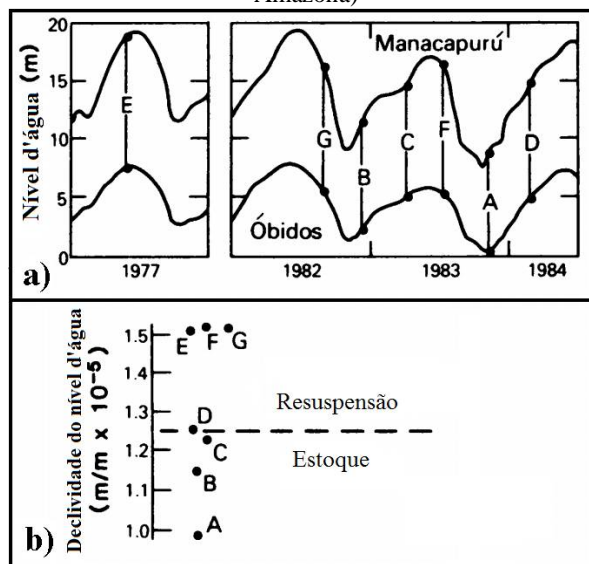 Amazona)
20
15
10
5
0
Nível d'água (m)
Manacapurú
E
G
B
C
F
A
D
Óbidos
1977
1982
1983
1984
a)
Declividade do nível d'água
(m/m x 10⁻⁵)
1.5
1.4
1.3
1.2
1.1
1.0
E
F
G
D
Resuspensão
C
Estoque
B
A
b)